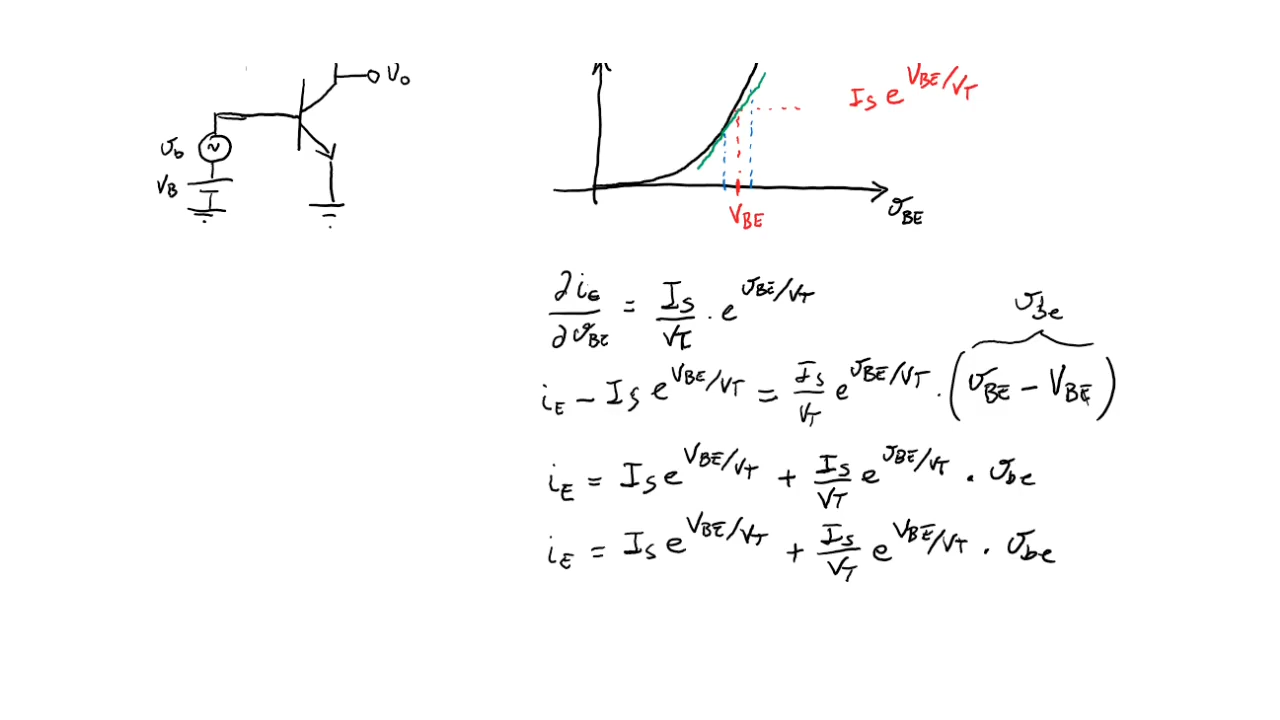 V₀
I_S e^{V_BE/V_T}
v_b
V_B
V_BE
v_BE
∂i_E/∂v_BE = I_S/V_T · e^{v_BE/V_T}
v_be
i_E − I_S e^{V_BE/V_T} = I_S/V_T e^{v_BE/V_T} · (v_BE − V_BE)
i_E = I_S e^{V_BE/V_T} + I_S/V_T e^{v_BE/V_T} · v_be
i_E = I_S e^{V_BE/V_T} + I_S/V_T e^{V_BE/V_T} · v_be